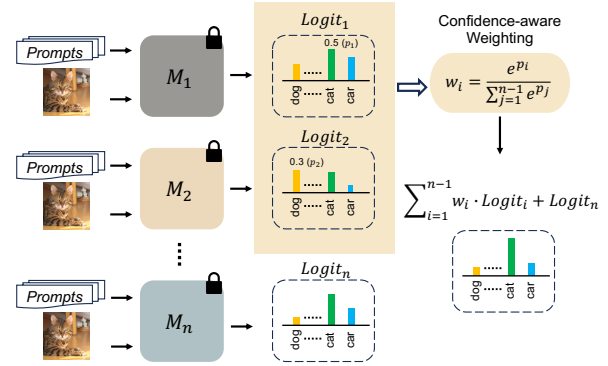 Prompts
M₁
Logit₁
0.5 (p₁)
dog ..... cat car
Confidence-aware
Weighting
wᵢ = e^{pᵢ} / ∑_{j=1}^{n−1} e^{pⱼ}
Prompts
M₂
Logit₂
0.3 (p₂)
dog ..... cat car
∑_{i=1}^{n−1} wᵢ · Logitᵢ + Logitₙ
dog ..... cat car
Prompts
Mₙ
Logitₙ
dog ..... cat car